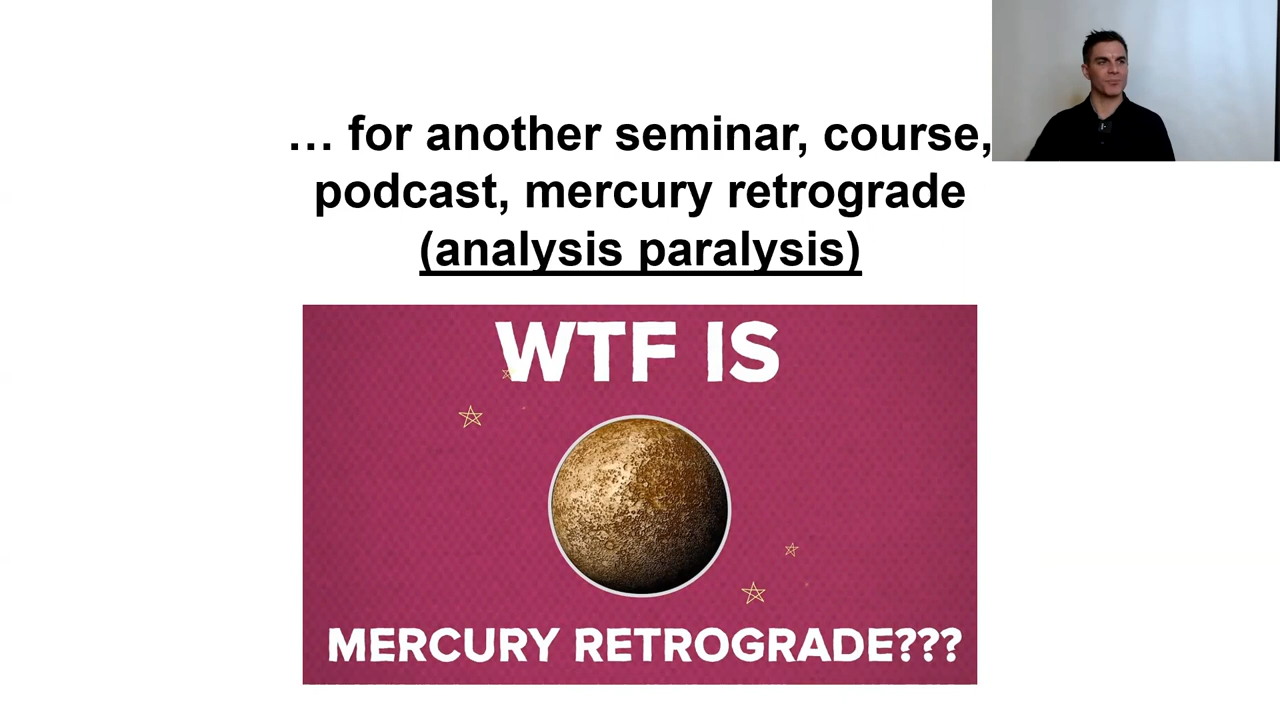 … for another seminar, course,
podcast, mercury retrograde
(analysis paralysis)
WTF IS
MERCURY RETROGRADE???